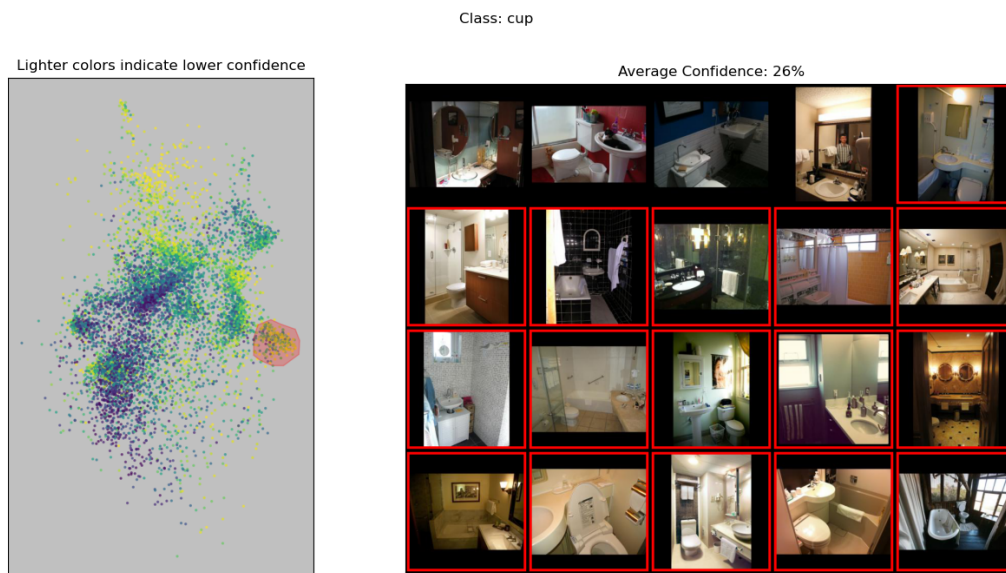 Class: cup
Lighter colors indicate lower confidence
Average Confidence: 26%